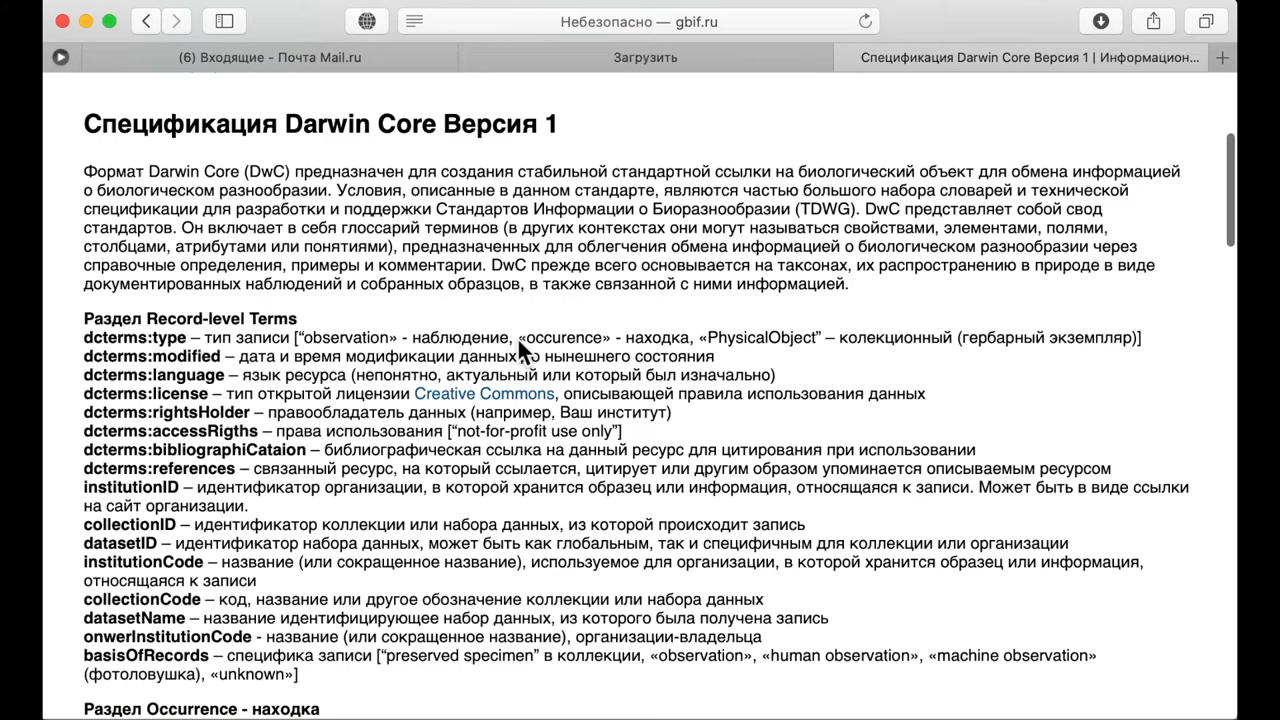 Небезопасно — gbif.ru
(6) Входящие - Почта Mail.ru
Загрузить
Спецификация Darwin Core Версия 1 | Информацион...
Спецификация Darwin Core Версия 1
Формат Darwin Core (DwC) предназначен для создания стабильной стандартной ссылки на биологический объект для обмена информацией
о биологическом разнообразии. Условия, описанные в данном стандарте, являются частью большого набора словарей и технической
спецификации для разработки и поддержки Стандартов Информации о Биоразнообразии (TDWG). DwC представляет собой свод
стандартов. Он включает в себя глоссарий терминов (в других контекстах они могут называться свойствами, элементами, полями,
столбцами, атрибутами или понятиями), предназначенных для облегчения обмена информацией о биологическом разнообразии через
справочные определения, примеры и комментарии. DwC прежде всего основывается на таксонах, их распространению в природе в виде
документированных наблюдений и собранных образцов, в также связанной с ними информацией.
Раздел Record-level Terms
dcterms:type – тип записи [“observation» - наблюдение, «occurence» - находка, «PhysicalObject” – колекционный (гербарный экземпляр)]
dcterms:modified – дата и время модификации данных нынешнего состояния
dcterms:language – язык ресурса (непонятно, актуальный или который был изначально)
dcterms:license – тип открытой лицензии Creative Commons, описывающей правила использования данных
dcterms:rightsHolder – правообладатель данных (например, Ваш институт)
dcterms:accessRigths – права использования [“not-for-profit use only”]
dcterms:bibliographiCataion – библиографическая ссылка на данный ресурс для цитирования при использовании
dcterms:references – связанный ресурс, на который ссылается, цитирует или другим образом упоминается описываемым ресурсом
institutionID – идентификатор организации, в которой хранится образец или информация, относящаяся к записи. Может быть в виде ссылки
на сайт организации.
collectionID – идентификатор коллекции или набора данных, из которой происходит запись
datasetID – идентификатор набора данных, может быть как глобальным, так и специфичным для коллекции или организации
institutionCode – название (или сокращенное название), используемое для организации, в которой хранится образец или информация,
относящаяся к записи
collectionCode – код, название или другое обозначение коллекции или набора данных
datasetName – название идентифицирующее набор данных, из которого была получена запись
onwerInstitutionCode - название (или сокращенное название), организации-владельца
basisOfRecords – специфика записи [“preserved specimen” в коллекции, «observation», «human observation», «machine observation»
(фотоловушка), «unknown»]
Раздел Occurrence - находка